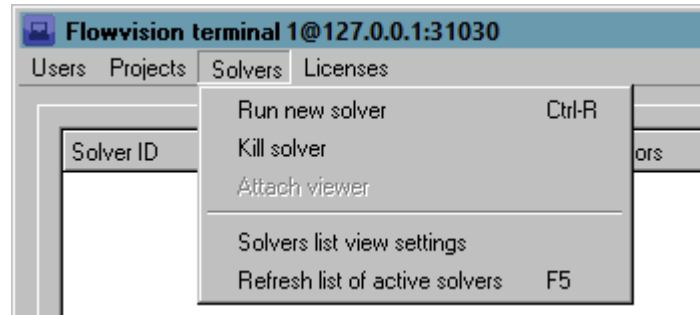 Flowvision terminal 1@127.0.0.1:31030
Users Projects Solvers Licenses
Run new solver Ctrl-R
Solver ID Kill solver ors
Attach viewer
Solvers list view settings
Refresh list of active solvers F5